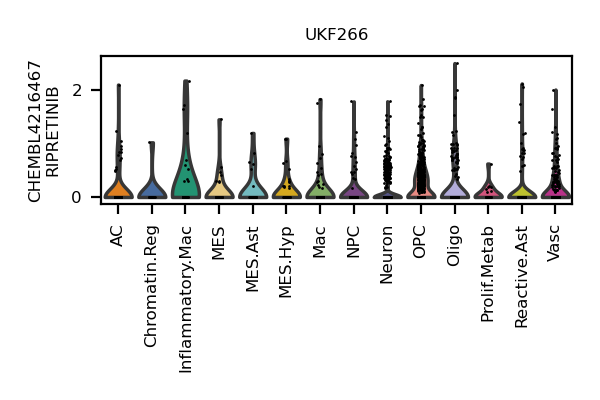 UKF266
CHEMBL4216467
RIPRETINIB
2
0
AC
Chromatin.Reg
Inflammatory.Mac
MES
MES.Ast
MES.Hyp
Mac
NPC
Neuron
OPC
Oligo
Prolif.Metab
Reactive.Ast
Vasc